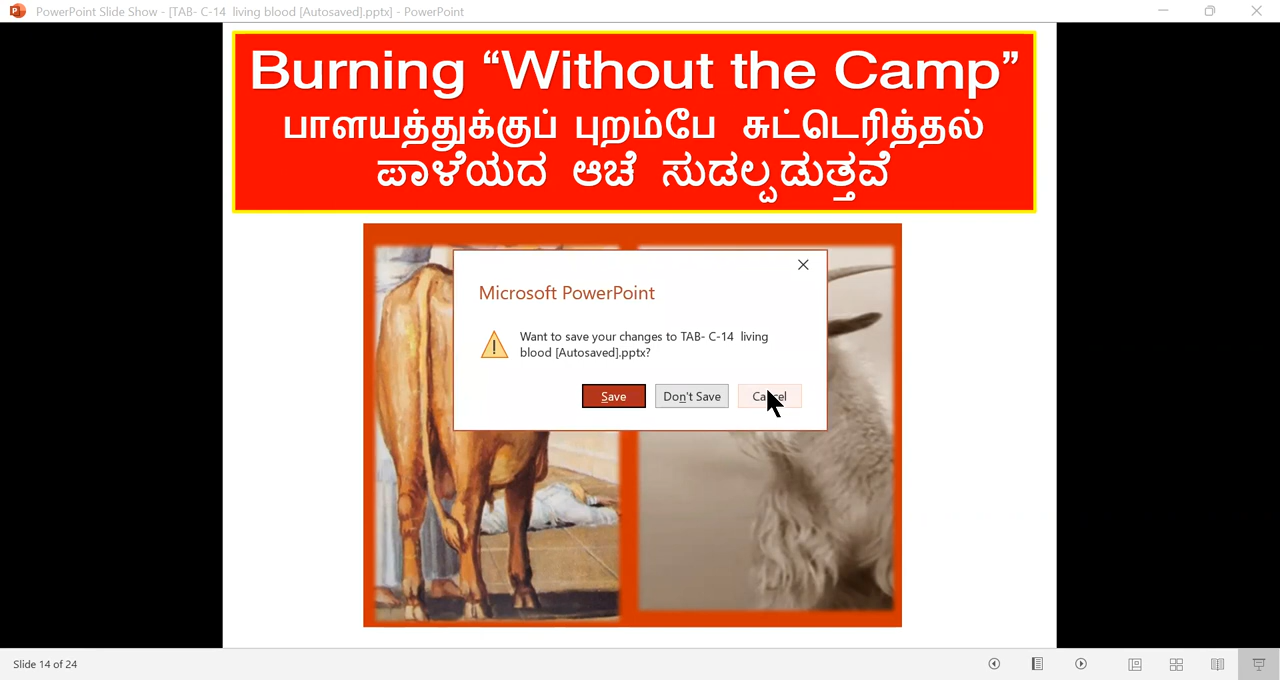 PowerPoint Slide Show - [TAB- C-14 living blood [Autosaved].pptx] - PowerPoint
Burning “Without the Camp”
பாளயத்துக்குப் புறம்பே சுட்டெரித்தல்
ಪಾಳೆಯದ ಆಚೆ ಸುಡಲ್ಪಡುತ್ತವೆ
Microsoft PowerPoint
Want to save your changes to TAB- C-14 living
blood [Autosaved].pptx?
Save Don't Save Cancel
Slide 14 of 24